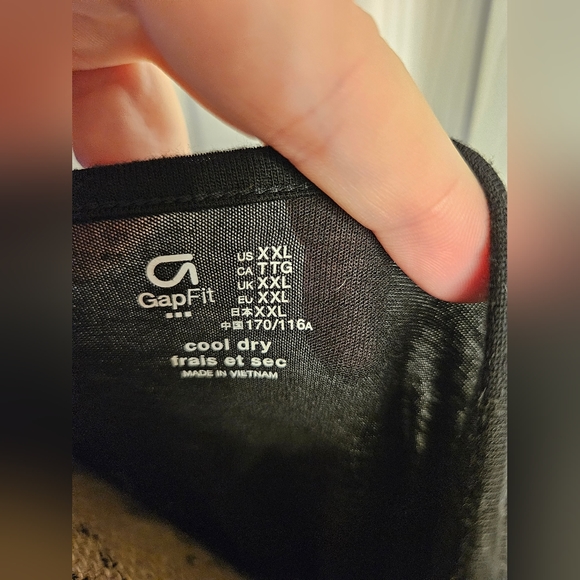 GapFit
US XXL
CA TTG
UK XXL
EU XXL
日本 XXL
中国 170/116A
cool dry
frais et sec
MADE IN VIETNAM